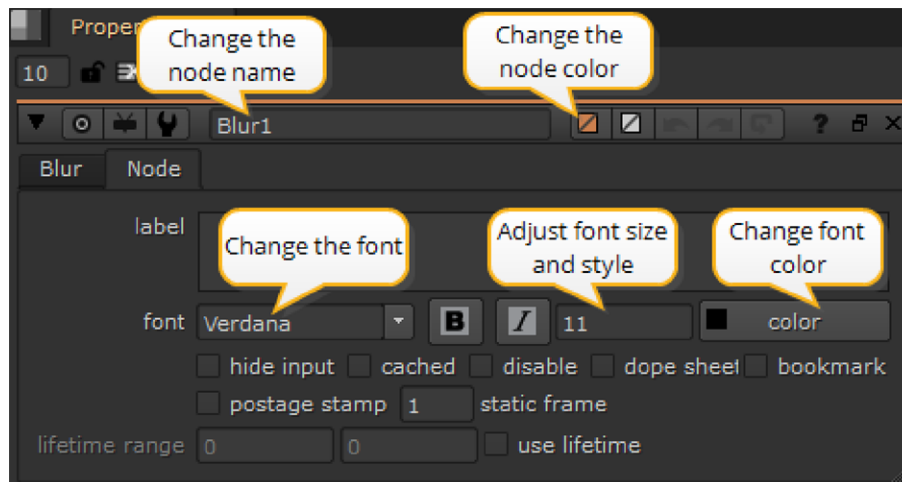 Proper
Change the
node name
Change the
node color
10
Blur1
?
Blur Node
label
Change the font
Adjust font size
and style
Change font
color
font Verdana B I 11 color
hide input cached disable dope sheet bookmark
postage stamp 1 static frame
lifetime range 0 0 use lifetime